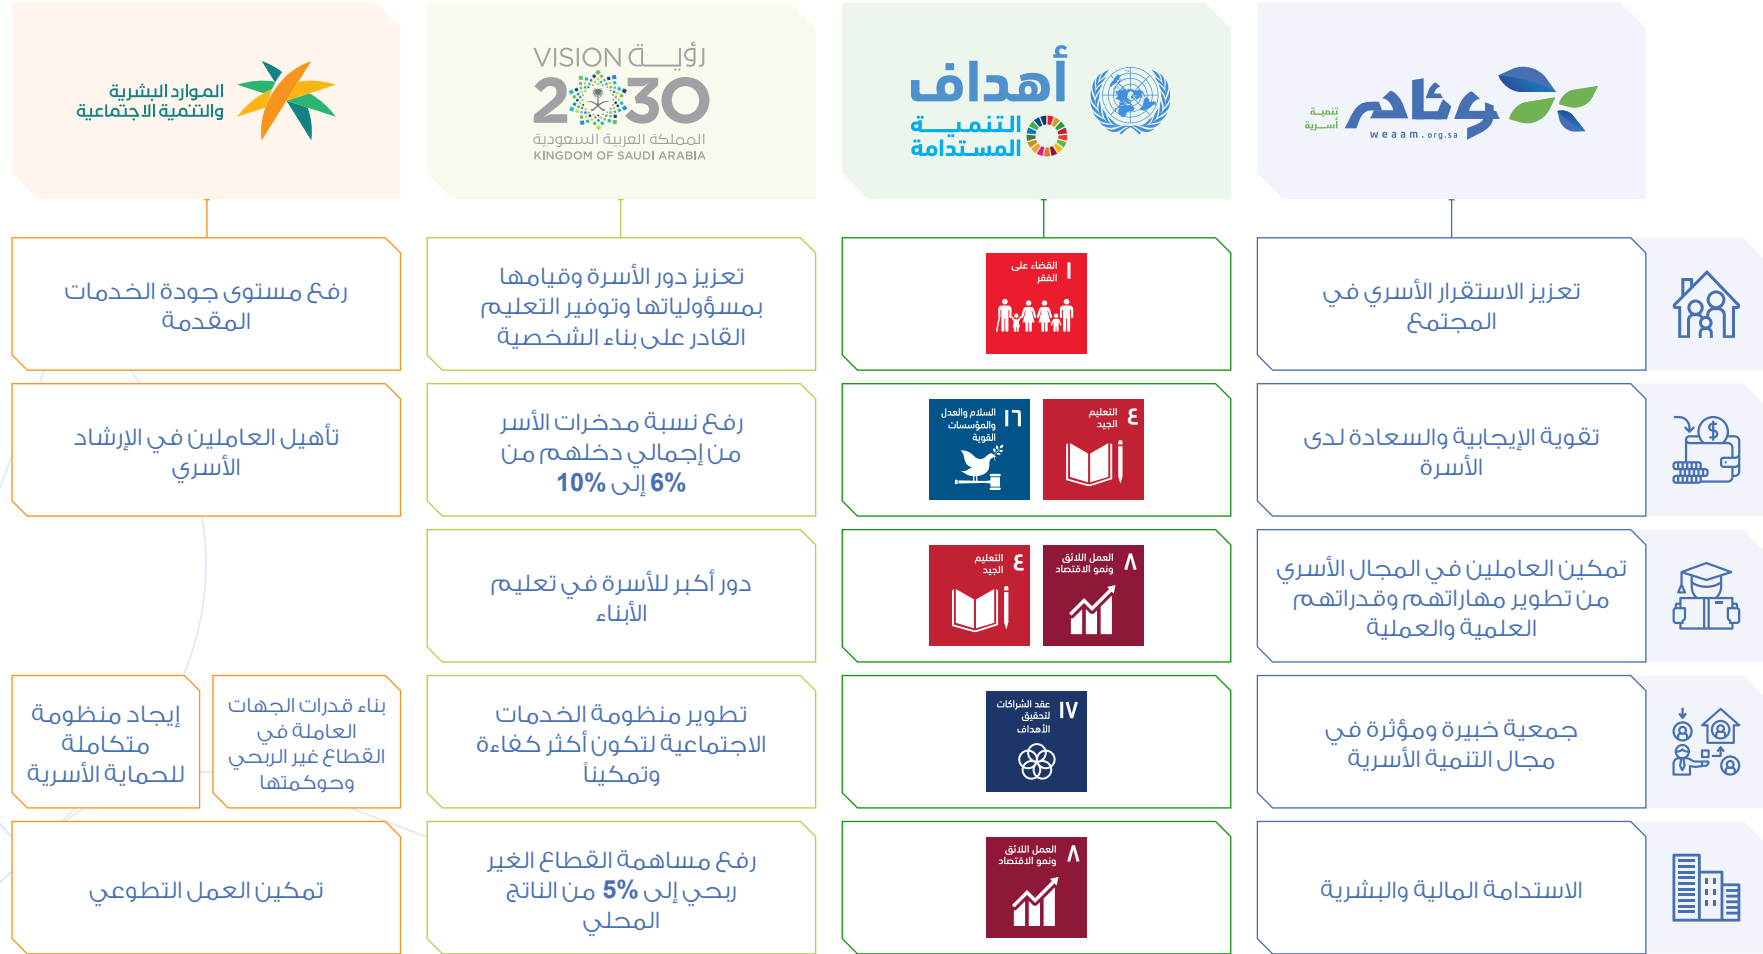 وئام
تنمية
أسرية
weaam.org.sa
أهداف
التنمية
المستدامة
رؤية VISION
2030
المملكة العربية السعودية
KINGDOM OF SAUDI ARABIA
الموارد البشرية
والتنمية الاجتماعية
تعزيز الاستقرار الأسري في
المجتمع
١ القضاء على
الفقر
تعزيز دور الأسرة وقيامها
بمسؤولياتها وتوفير التعليم
القادر على بناء الشخصية
رفع مستوى جودة الخدمات
المقدمة
تقوية الإيجابية والسعادة لدى
الأسرة
٤ التعليم
الجيد
١٦ السلام والعدل
والمؤسسات
القوية
رفع نسبة مدخرات الأسر
من إجمالي دخلهم من
6% إلى 10%
تأهيل العاملين في الإرشاد
الأسري
تمكين العاملين في المجال الأسري
من تطوير مهاراتهم وقدراتهم
العلمية والعملية
٨ العمل اللائق
ونمو الاقتصاد
٤ التعليم
الجيد
دور أكبر للأسرة في تعليم
الأبناء
جمعية خبيرة ومؤثرة في
مجال التنمية الأسرية
١٧ عقد الشراكات
لتحقيق
الأهداف
تطوير منظومة الخدمات
الاجتماعية لتكون أكثر كفاءة
وتمكيناً
بناء قدرات الجهات
العاملة في
القطاع غير الربحي
وحوكمتها
إيجاد منظومة
متكاملة
للحماية الأسرية
الاستدامة المالية والبشرية
٨ العمل اللائق
ونمو الاقتصاد
رفع مساهمة القطاع الغير
ربحي إلى 5% من الناتج
المحلي
تمكين العمل التطوعي